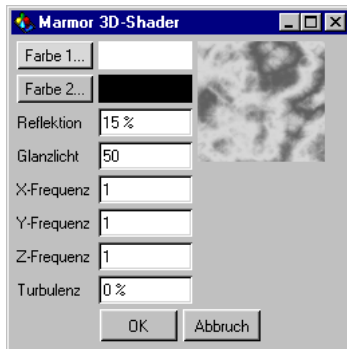 Marmor 3D-Shader
Farbe 1...
Farbe 2...
Reflektion 15 %
Glanzlicht 50
X-Frequenz 1
Y-Frequenz 1
Z-Frequenz 1
Turbulenz 0 %
OK Abbruch